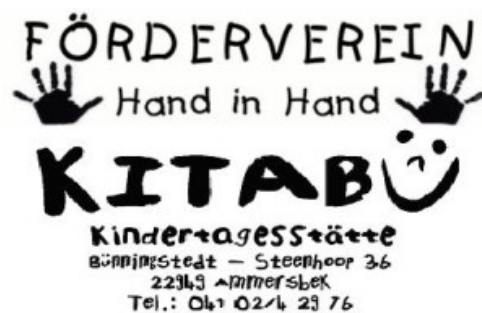 FÖRDERVEREIN
Hand in Hand
KITABÜ
Kindertagesstätte
Bünningstedt – Steenhoop 36
22949 Ammersbek
Tel.: 041 02/4 29 76